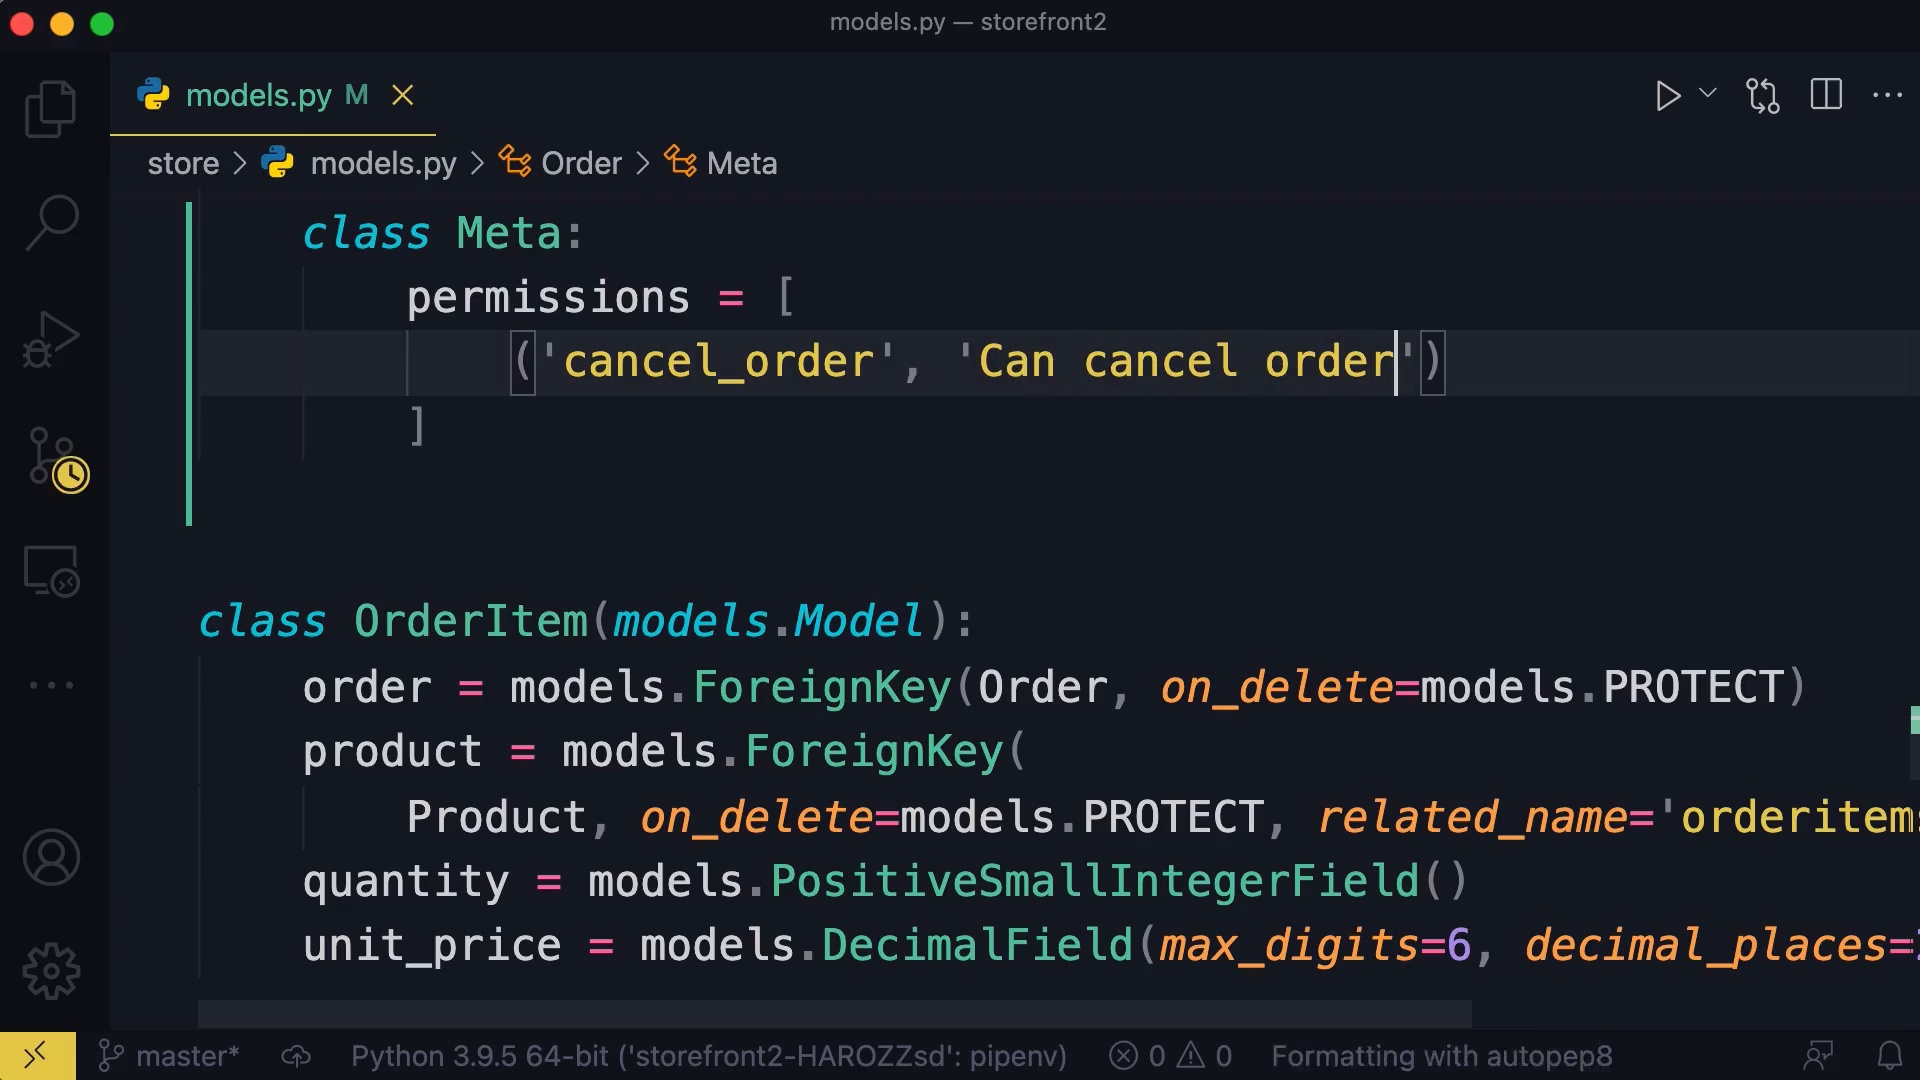 models.py — storefront2
models.py M
store > models.py > Order > Meta
class Meta:
permissions = [
('cancel_order', 'Can cancel order')
]
class OrderItem(models.Model):
order = models.ForeignKey(Order, on_delete=models.PROTECT)
product = models.ForeignKey(
Product, on_delete=models.PROTECT, related_name='orderitem
quantity = models.PositiveSmallIntegerField()
unit_price = models.DecimalField(max_digits=6, decimal_places=
master* Python 3.9.5 64-bit ('storefront2-HAROZZsd': pipenv) 0 0 Formatting with autopep8